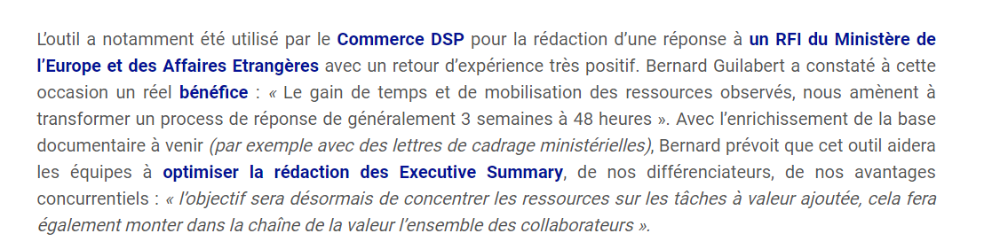 L’outil a notamment été utilisé par le Commerce DSP pour la rédaction d’une réponse à un RFI du Ministère de
l’Europe et des Affaires Etrangères avec un retour d’expérience très positif. Bernard Guilabert a constaté à cette
occasion un réel bénéfice : « Le gain de temps et de mobilisation des ressources observés, nous amènent à
transformer un process de réponse de généralement 3 semaines à 48 heures ». Avec l’enrichissement de la base
documentaire à venir (par exemple avec des lettres de cadrage ministérielles), Bernard prévoit que cet outil aidera
les équipes à optimiser la rédaction des Executive Summary, de nos différenciateurs, de nos avantages
concurrentiels : « l’objectif sera désormais de concentrer les ressources sur les tâches à valeur ajoutée, cela fera
également monter dans la chaîne de la valeur l’ensemble des collaborateurs ».